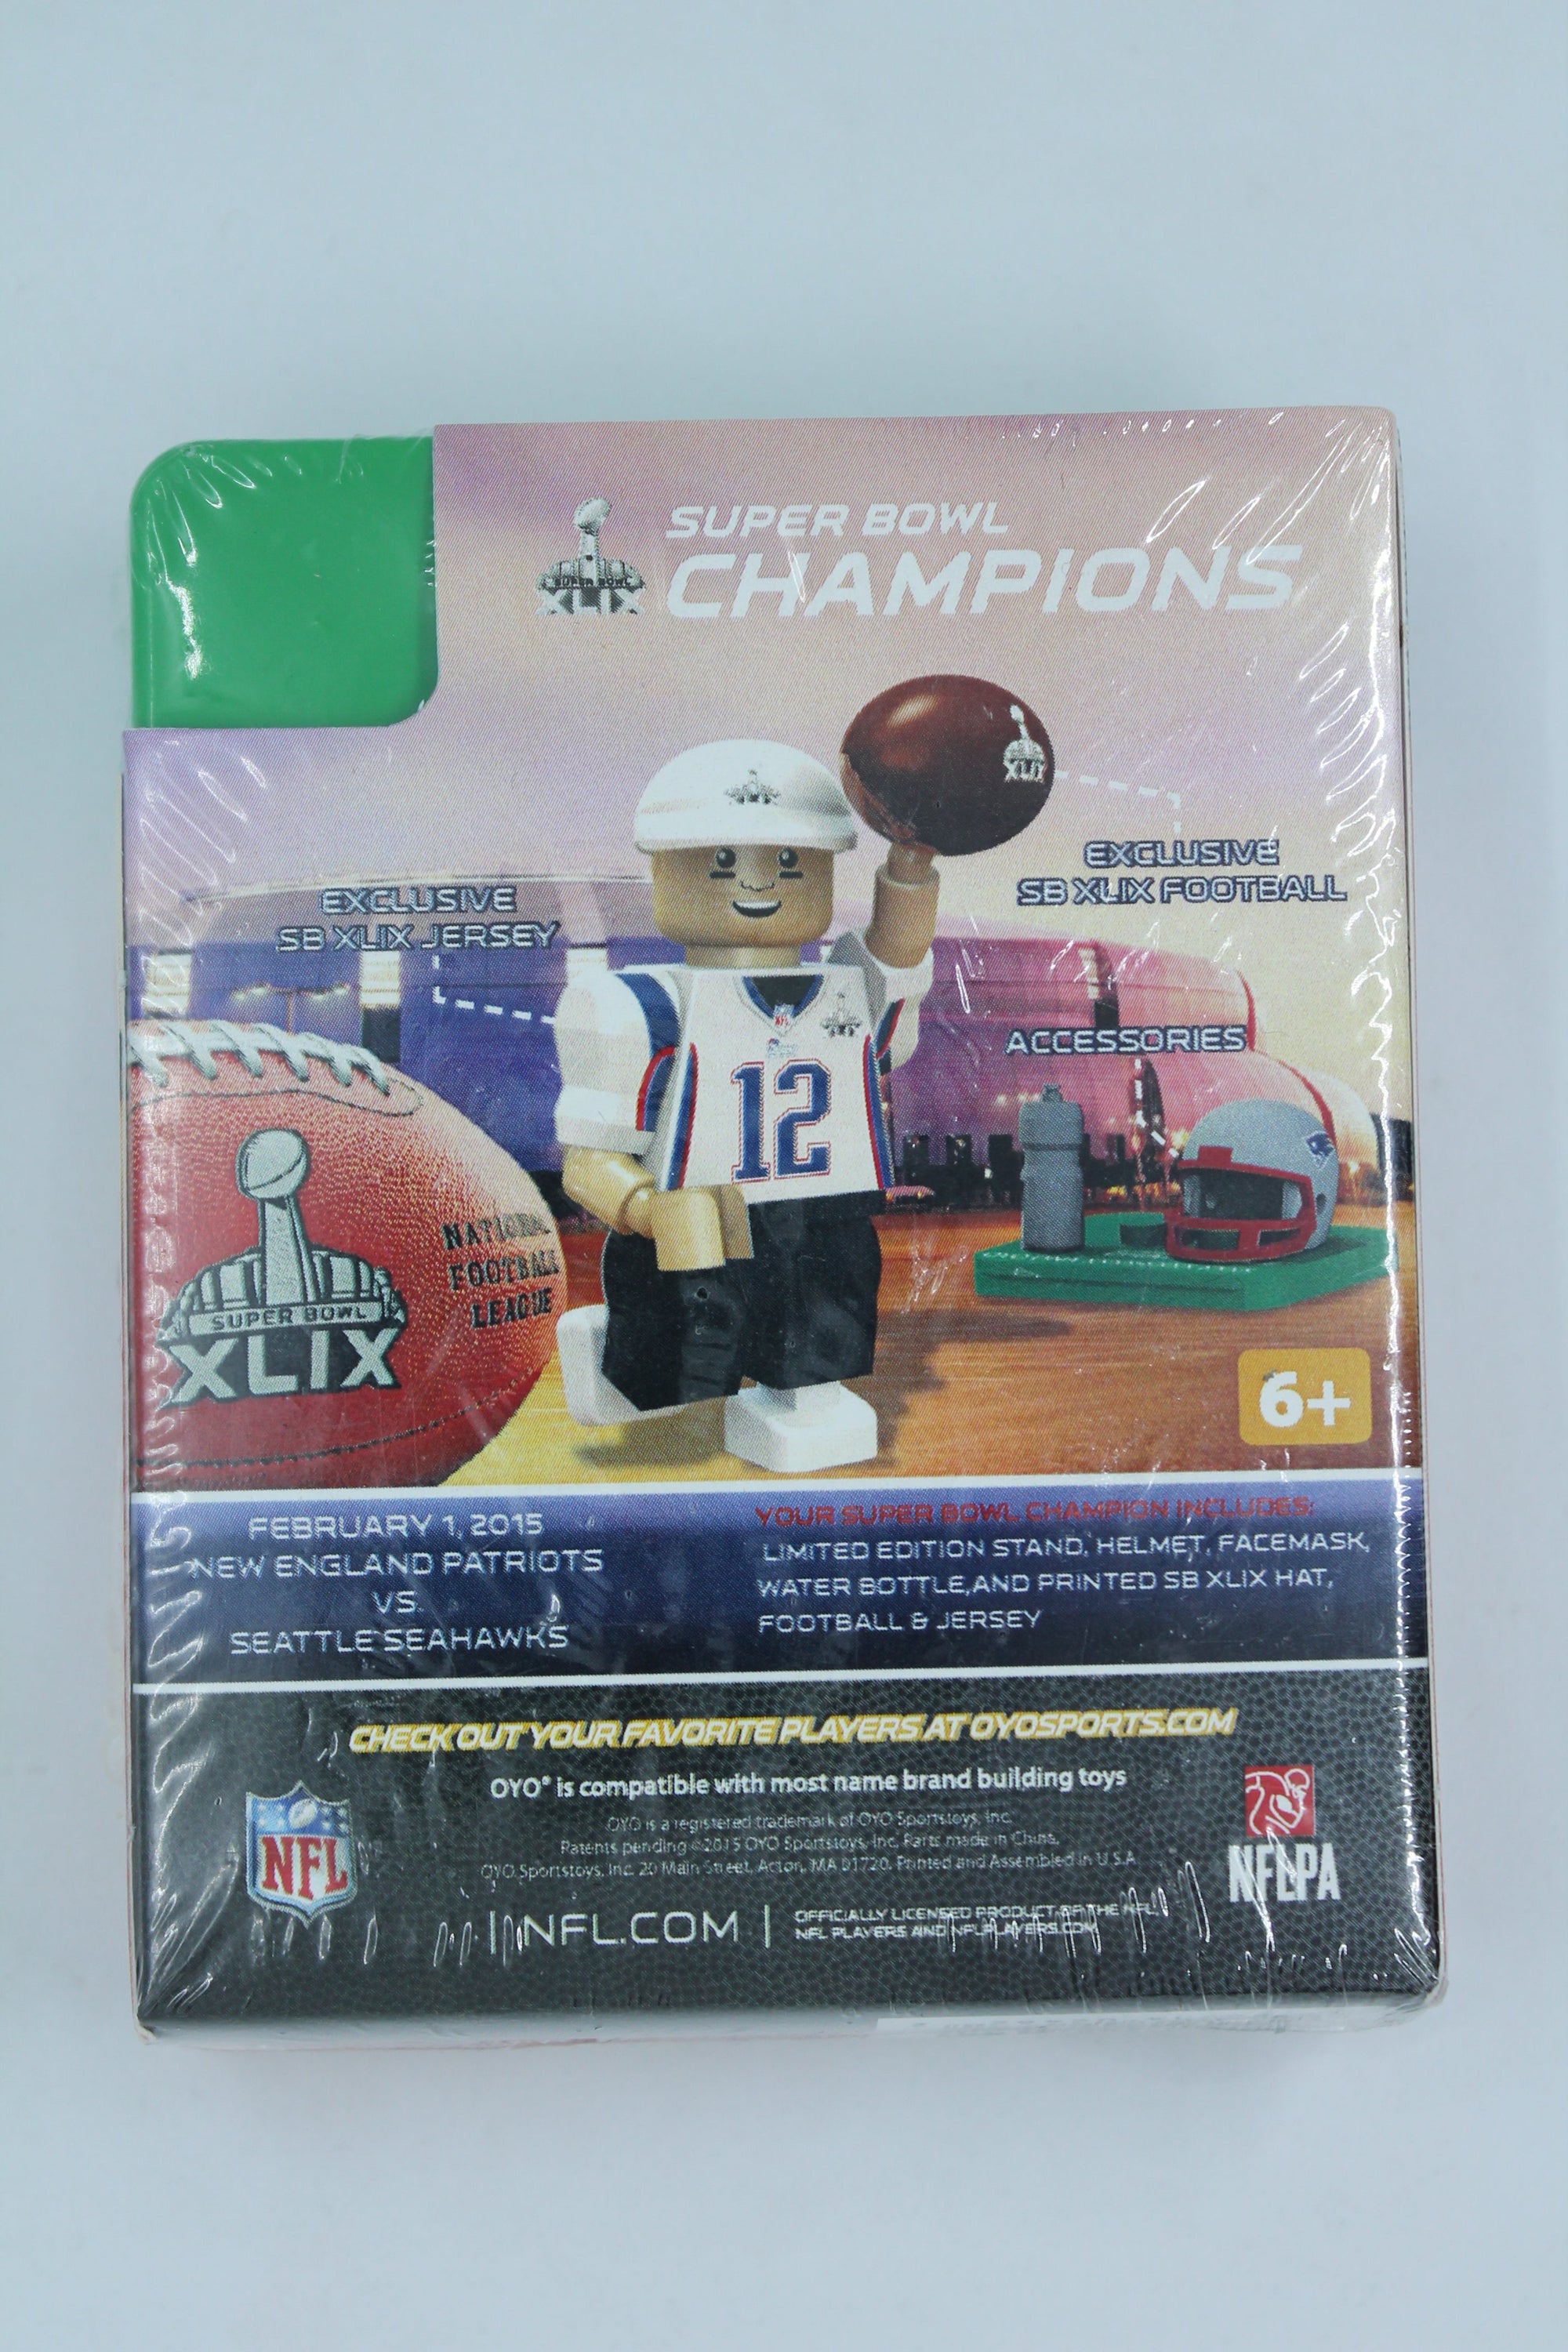 SUPER BOWL
CHAMPIONS
SUPER BOWL
XLIX
XLIX
EXCLUSIVE
SB XLIX FOOTBALL
EXCLUSIVE
SB XLIX JERSEY
NFL
12
ACCESSORIES
NATIONAL
FOOTBALL
LEAGUE
SUPER BOWL
XLIX
6+
FEBRUARY 1, 2015
NEW ENGLAND PATRIOTS
VS.
SEATTLE SEAHAWKS
YOUR SUPER BOWL CHAMPION INCLUDES:
LIMITED EDITION STAND, HELMET, FACEMASK,
WATER BOTTLE,AND PRINTED SB XLIX HAT,
FOOTBALL & JERSEY
CHECK OUT YOUR FAVORITE PLAYERS AT OYOSPORTS.COM
OYO® is compatible with most name brand building toys
OYO is a registered trademark of OYO Sportstoys, Inc.
Patents pending ©2015 OYO Sportstoys, Inc. Parts made in China.
OYO Sportstoys, Inc. 20 Main Street, Acton, MA 01720. Printed and Assembled in U.S.A
NFL
NFLPA
| NFL.COM |
OFFICIALLY LICENSED PRODUCT OF THE NFL,
NFL PLAYERS AND NFLPLAYERS.COM